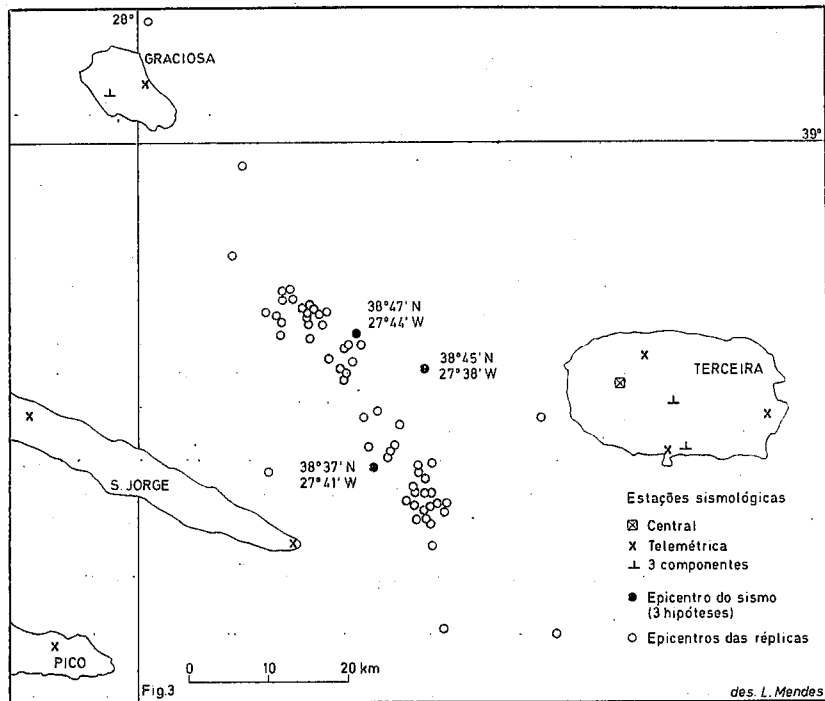 28°
GRACIOSA
39°
38°47' N
27°44' W
38°45' N
27°38' W
TERCEIRA
38°37' N
27°41' W
S. JORGE
Estações sismológicas
Central
Telemétrica
3 componentes
Epicentro do sismo
(3 hipóteses)
Epicentros das réplicas
PICO
0 10 20 km
Fig.3
des. L. Mendes